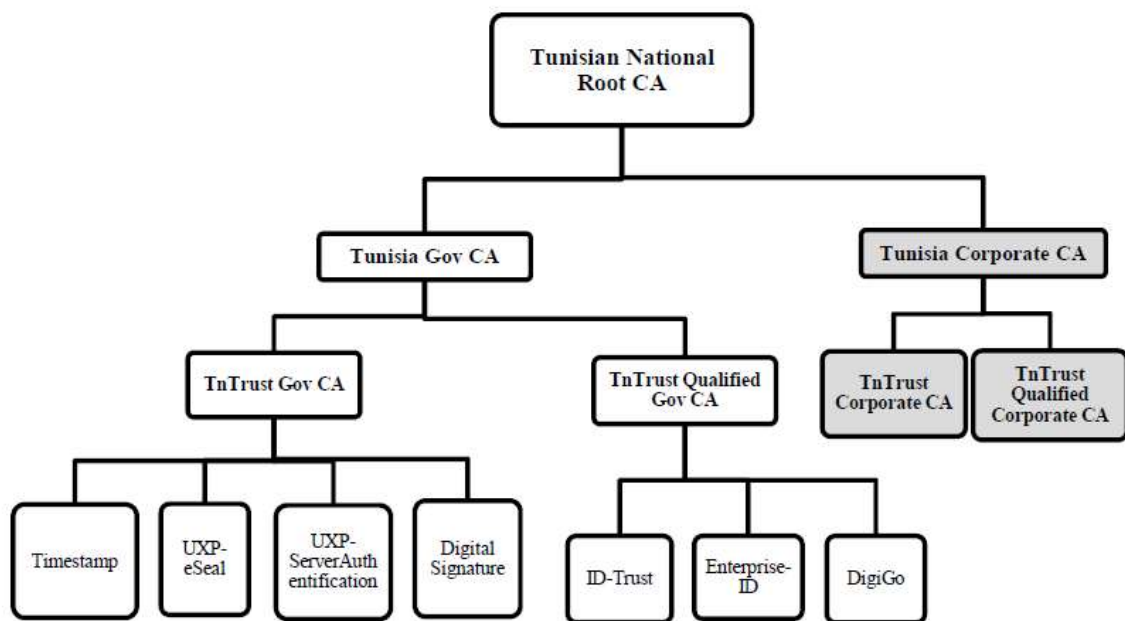 Tunisian National
Root CA
Tunisia Gov CA
Tunisia Corporate CA
TnTrust Gov CA
TnTrust Qualified
Gov CA
TnTrust
Corporate CA
TnTrust
Qualified
Corporate CA
Timestamp
UXP-
eSeal
UXP-
ServerAuth
entification
Digital
Signature
ID-Trust
Enterprise-
ID
DigiGo